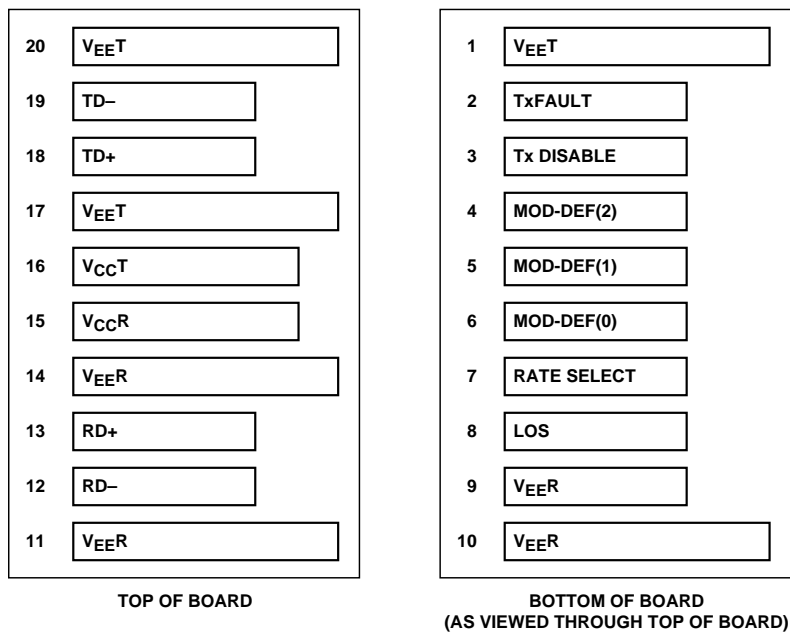 20 VEET
19 TD–
18 TD+
17 VEET
16 VCCT
15 VCCR
14 VEER
13 RD+
12 RD–
11 VEER
TOP OF BOARD
1 VEET
2 TxFAULT
3 Tx DISABLE
4 MOD-DEF(2)
5 MOD-DEF(1)
6 MOD-DEF(0)
7 RATE SELECT
8 LOS
9 VEER
10 VEER
BOTTOM OF BOARD
(AS VIEWED THROUGH TOP OF BOARD)